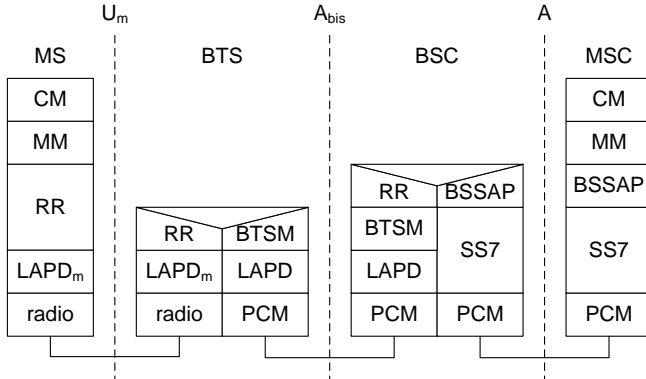 Um Abis A
MS BTS BSC MSC
CM CM
MM MM
RR RR BSSAP BSSAP
RR BTSM BTSM SS7 SS7
LAPDm LAPDm LAPD LAPD
radio radio PCM PCM PCM PCM